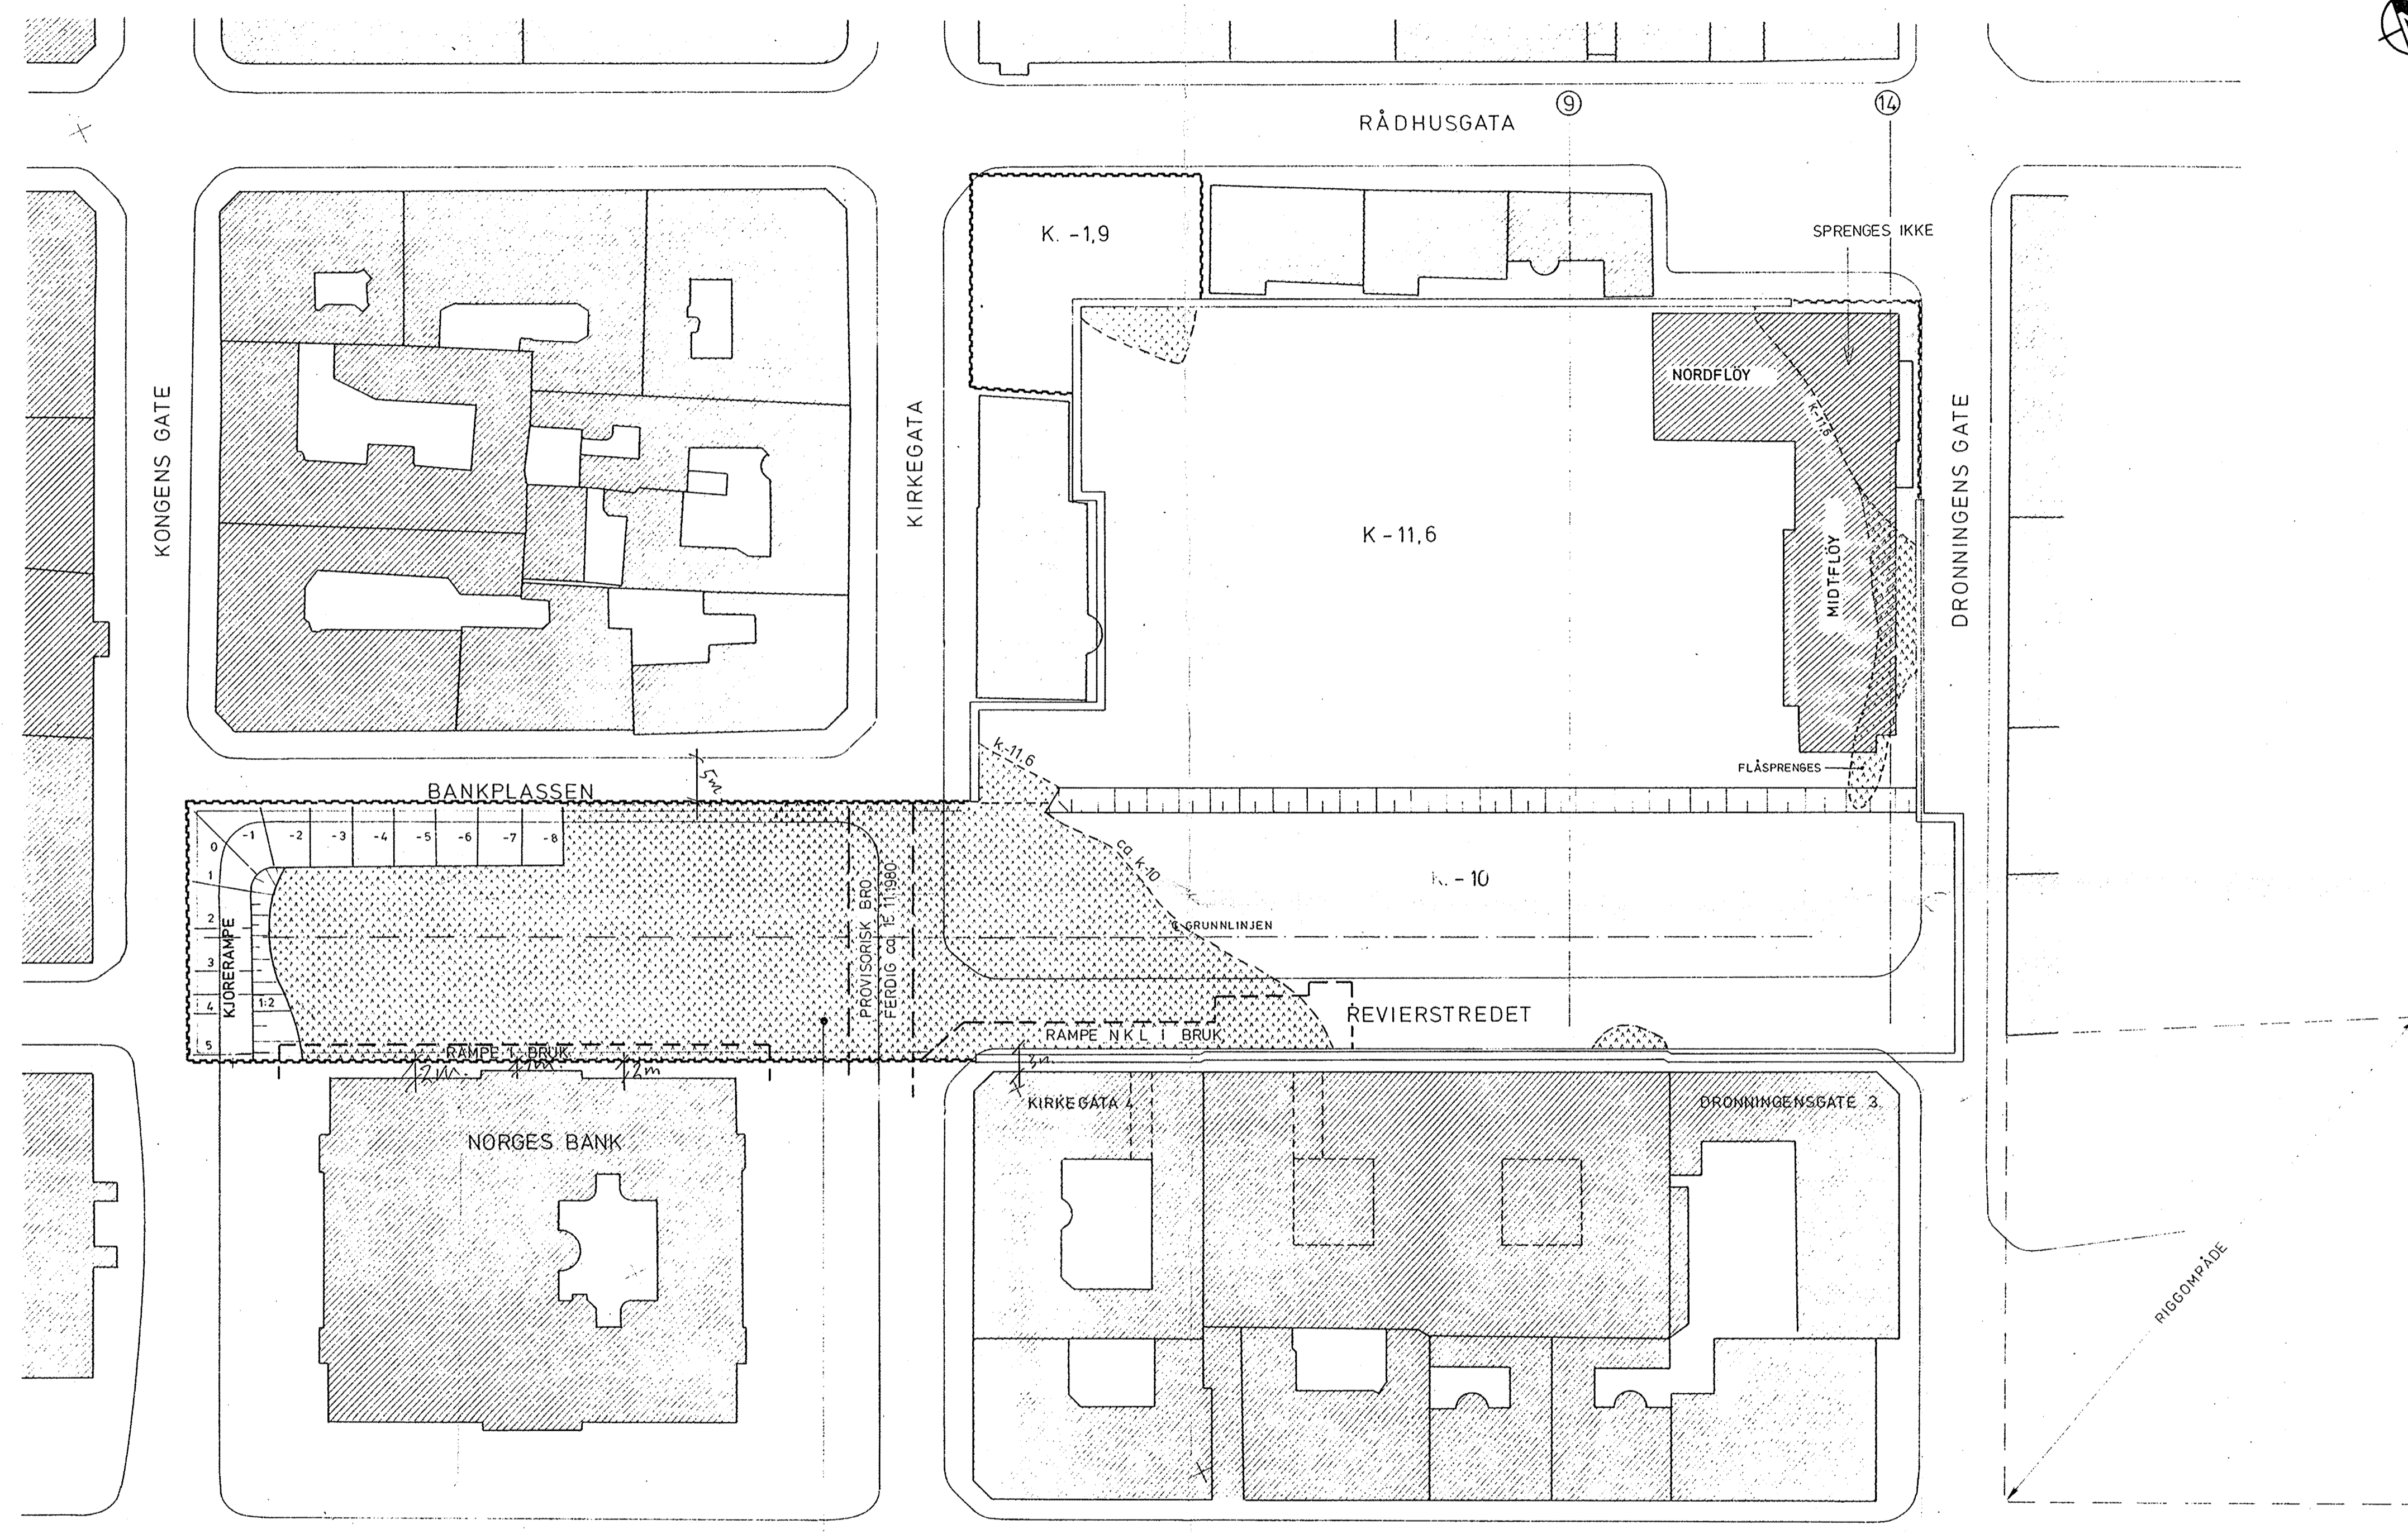 9
14
RÅDHUSGATA
SPRENGES IKKE
K. -1,9
NORDFLÖY
K-11,6
KONGENS GATE
KIRKEGATA
DRONNINGENS GATE
K -11,6
MIDTFLÖY
K-11,6
FLÅSPRENGES
5m
BANKPLASSEN
-1
-2
-3
-4
-5
-6
-7
-8
0
1
2
3
4
5
ca k-10
K. - 10
KJØRERAMPE
1:2
PROVISORISK BRO
FERDIG ca. 15.11.1980
GRUNNLINJEN
REVIERSTREDET
RAMPE N K L I BRUK
RAMPE I BRUK
2m.
2m
3m.
KIRKEGATA 4
DRONNINGENSGATE 3
NORGES BANK
RIGGOMRÅDE